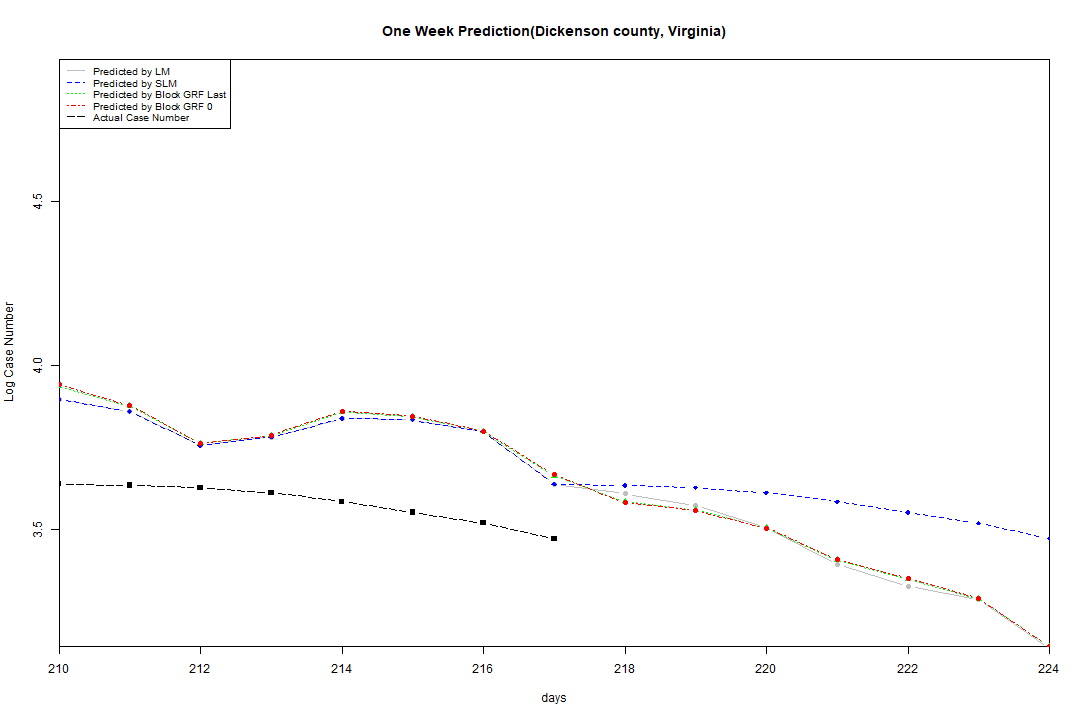 One Week Prediction(Dickenson county, Virginia)
Predicted by LM
Predicted by SLM
Predicted by Block GRF Last
Predicted by Block GRF 0
Actual Case Number
4.5
4.0
3.5
Log Case Number
210 212 214 216 218 220 222 224
days